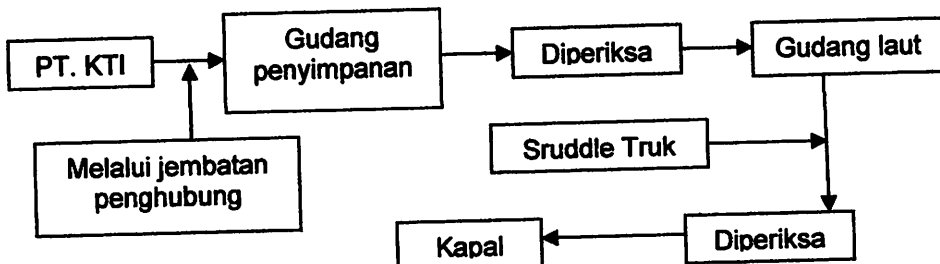 PT. KTI
Gudang
penyimpanan
Diperiksa
Gudang laut
Melalui jembatan
penghubung
Sruddle Truk
Diperiksa
Kapal